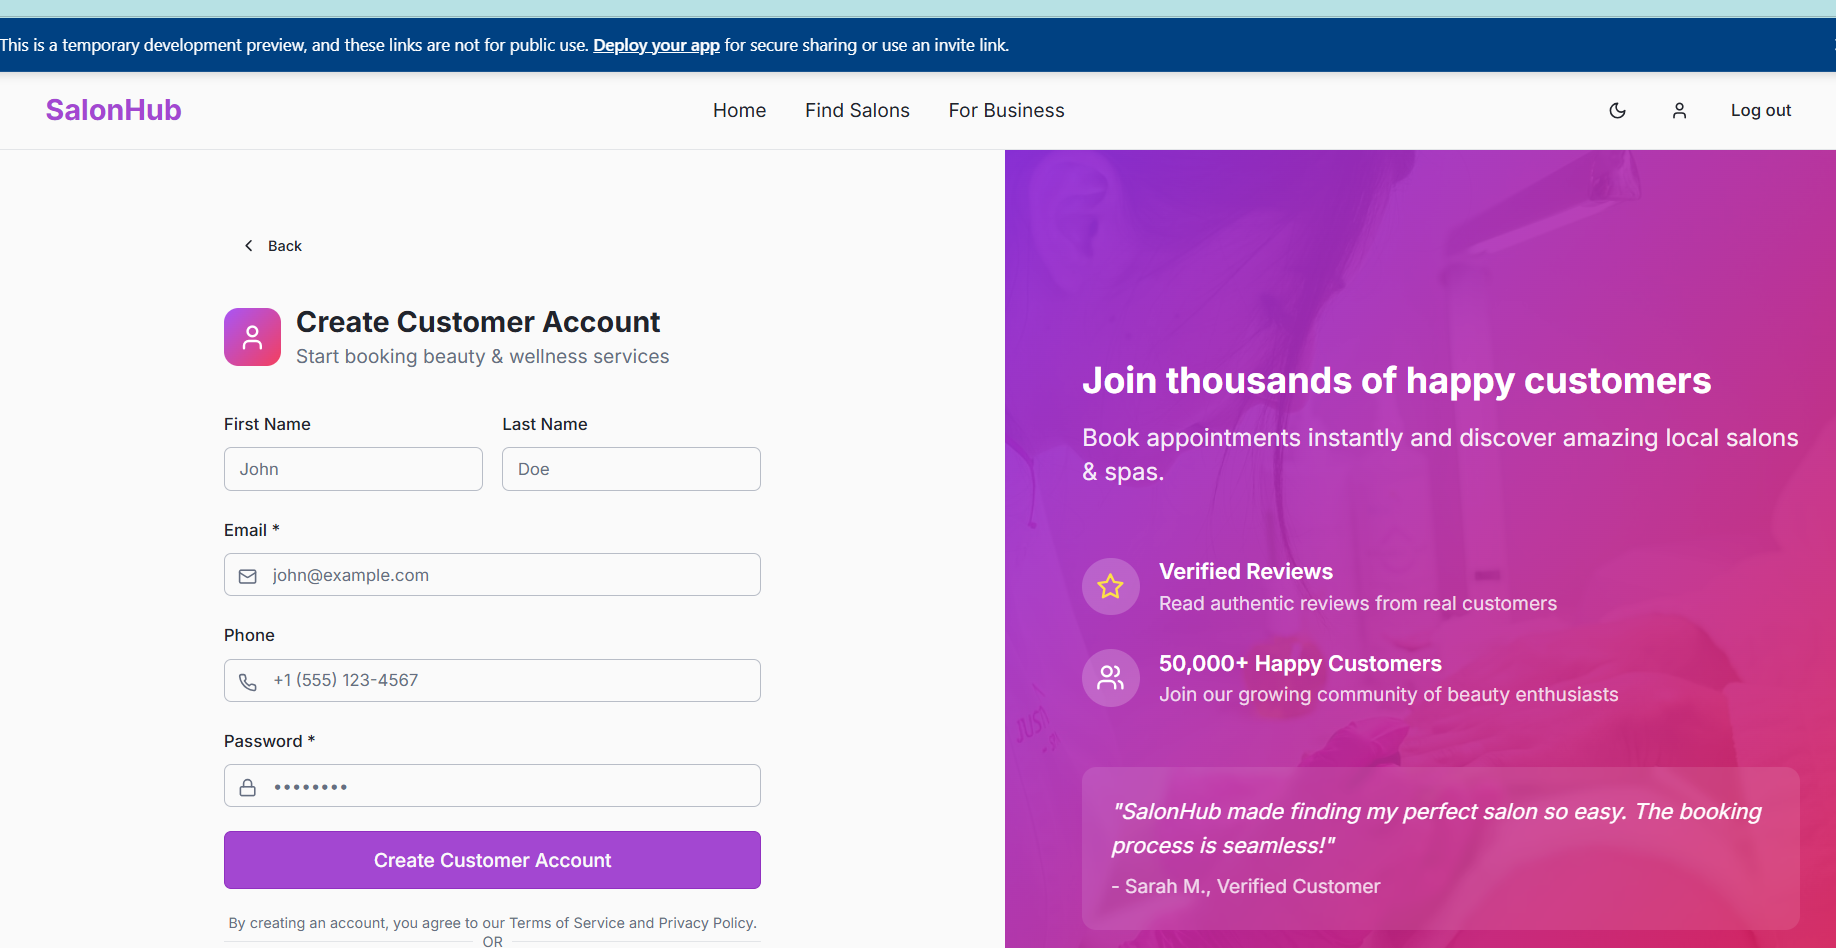 This is a temporary development preview, and these links are not for public use. Deploy your app for secure sharing or use an invite link.
SalonHub
Home
Find Salons
For Business
Log out
Back
Create Customer Account
Start booking beauty & wellness services
First Name
Last Name
John
Doe
Email *
john@example.com
Phone
+1 (555) 123-4567
Password *
••••••••
Create Customer Account
By creating an account, you agree to our Terms of Service and Privacy Policy.
OR
Join thousands of happy customers
Book appointments instantly and discover amazing local salons
& spas.
Verified Reviews
Read authentic reviews from real customers
50,000+ Happy Customers
Join our growing community of beauty enthusiasts
"SalonHub made finding my perfect salon so easy. The booking
process is seamless!"
- Sarah M., Verified Customer